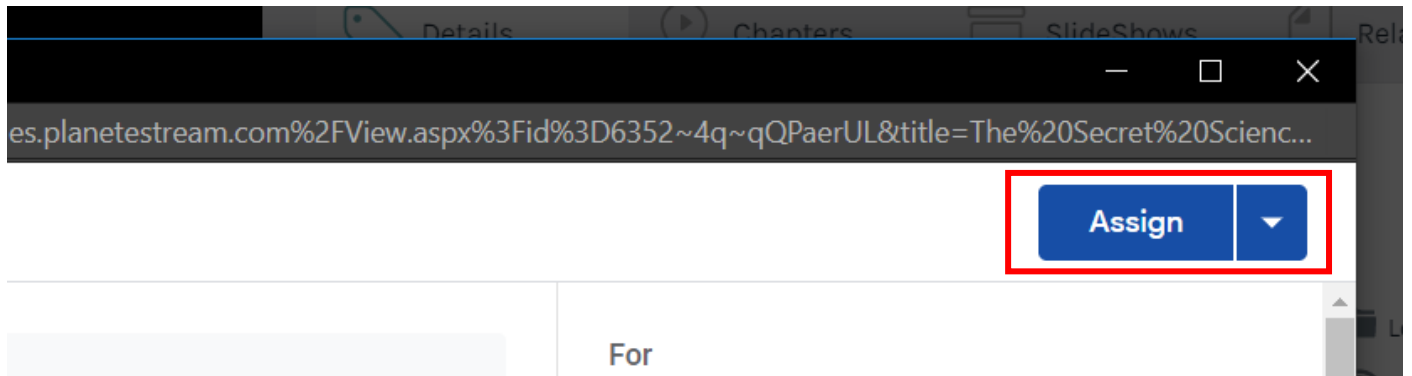 Details Chapters SlideShows Rela
es.planetestream.com%2FView.aspx%3Fid%3D6352~4q~qQPaerUL&title=The%20Secret%20Scienc...
Assign
For